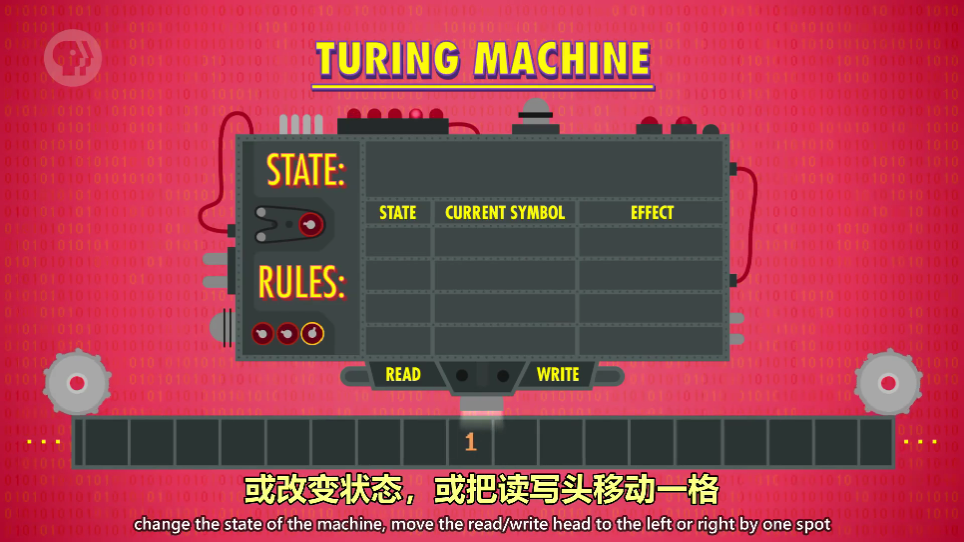 TURING MACHINE
STATE:
STATE CURRENT SYMBOL EFFECT
RULES:
READ WRITE
... 1 ...
或改变状态，或把读写头移动一格
change the state of the machine, move the read/write head to the left or right by one spot